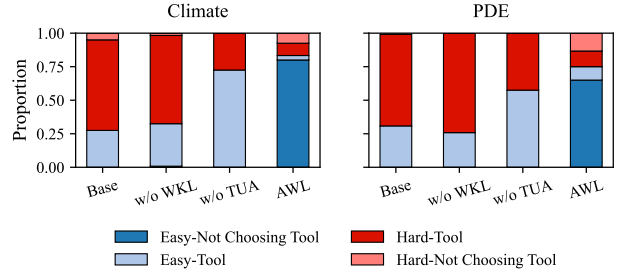 Climate
PDE
Proportion
1.00
0.75
0.50
0.25
0.00
Base
w/o WKL
w/o TUA
AWL
Base
w/o WKL
w/o TUA
AWL
Easy-Not Choosing Tool
Hard-Tool
Easy-Tool
Hard-Not Choosing Tool